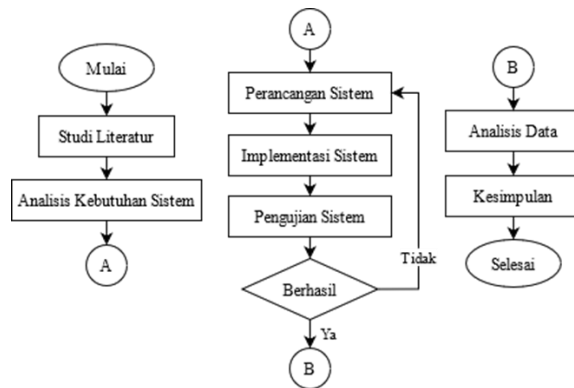 Mulai
Studi Literatur
Analisis Kebutuhan Sistem
A
A
Perancangan Sistem
Implementasi Sistem
Pengujian Sistem
Berhasil
Tidak
Ya
B
B
Analisis Data
Kesimpulan
Selesai